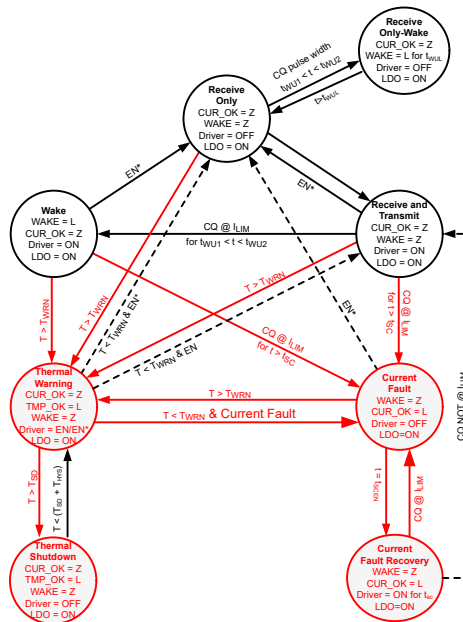 Receive
Only-Wake
CUR_OK = Z
WAKE = L for tWUL
Driver = OFF
LDO = ON
CQ pulse width
tWU1 < t < tWU2
t>tWUL
Receive
Only
CUR_OK = Z
WAKE = Z
Driver = OFF
LDO = ON
EN*
EN*
Wake
WAKE = L
CUR_OK = Z
Driver = ON
LDO = ON
CQ @ ILIM
for tWU1 < t < tWU2
Receive and
Transmit
CUR_OK = Z
WAKE = Z
Driver = ON
LDO = ON
T > TWRN
T > TWRN
T < TWRN & EN*
T > TWRN
T < TWRN & EN
CQ @ ILIM
for t > tSC
EN*
CQ @ ILIM
for t > tSC
Thermal
Warning
CUR_OK = Z
TMP_OK = L
WAKE = Z
Driver = EN/EN*
LDO = ON
T > TWRN
T < TWRN & Current Fault
Current
Fault
WAKE = Z
CUR_OK = L
Driver = OFF
LDO=ON
CQ NOT @ ILIM
T > TSD
T < (TSD + THYS)
t = tSCEN
CQ @ ILIM
Thermal
Shutdown
CUR_OK = Z
TMP_OK = L
WAKE = Z
Driver = OFF
LDO = ON
Current
Fault Recovery
WAKE = Z
CUR_OK = L
Driver = ON for tsc
LDO=ON